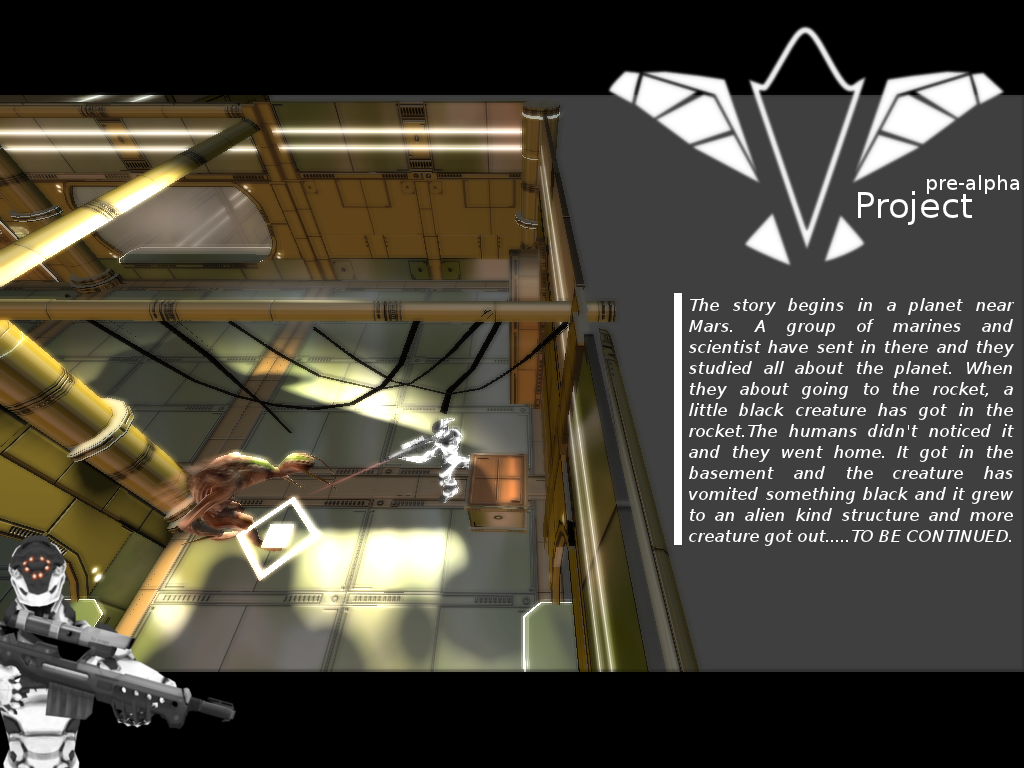 pre-alpha
Project
The story begins in a planet near
Mars. A group of marines and
scientist have sent in there and they
studied all about the planet. When
they about going to the rocket, a
little black creature has got in the
rocket.The humans didn't noticed it
and they went home. It got in the
basement and the creature has
vomited something black and it grew
to an alien kind structure and more
creature got out.....TO BE CONTINUED.